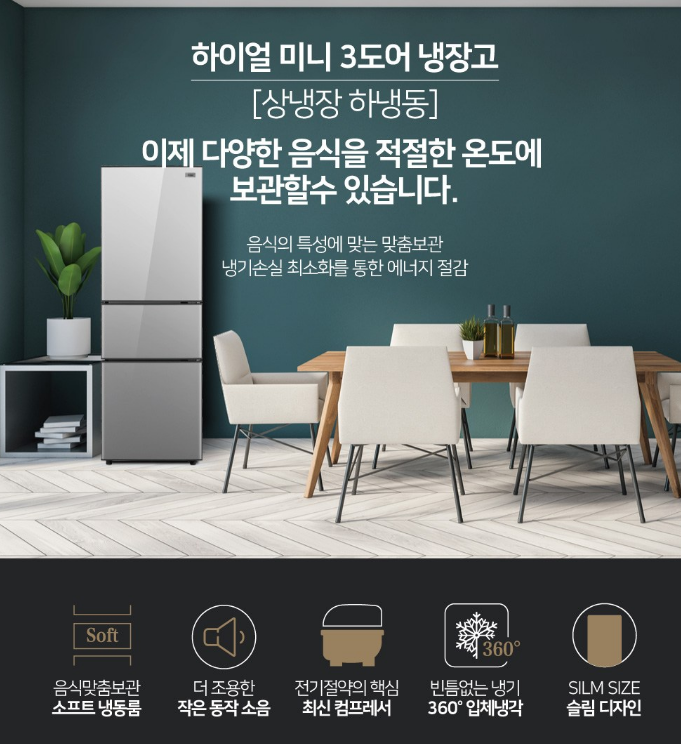 하이얼 미니 3도어 냉장고
[상냉장 하냉동]
이제 다양한 음식을 적절한 온도에
보관할수 있습니다.
음식의 특성에 맞는 맞춤보관
냉기손실 최소화를 통한 에너지 절감
Soft
음식맞춤보관
소프트 냉동룸
더 조용한
작은 동작 소음
전기절약의 핵심
최신 컴프레서
360°
빈틈없는 냉기
360° 입체냉각
SILM SIZE
슬림 디자인